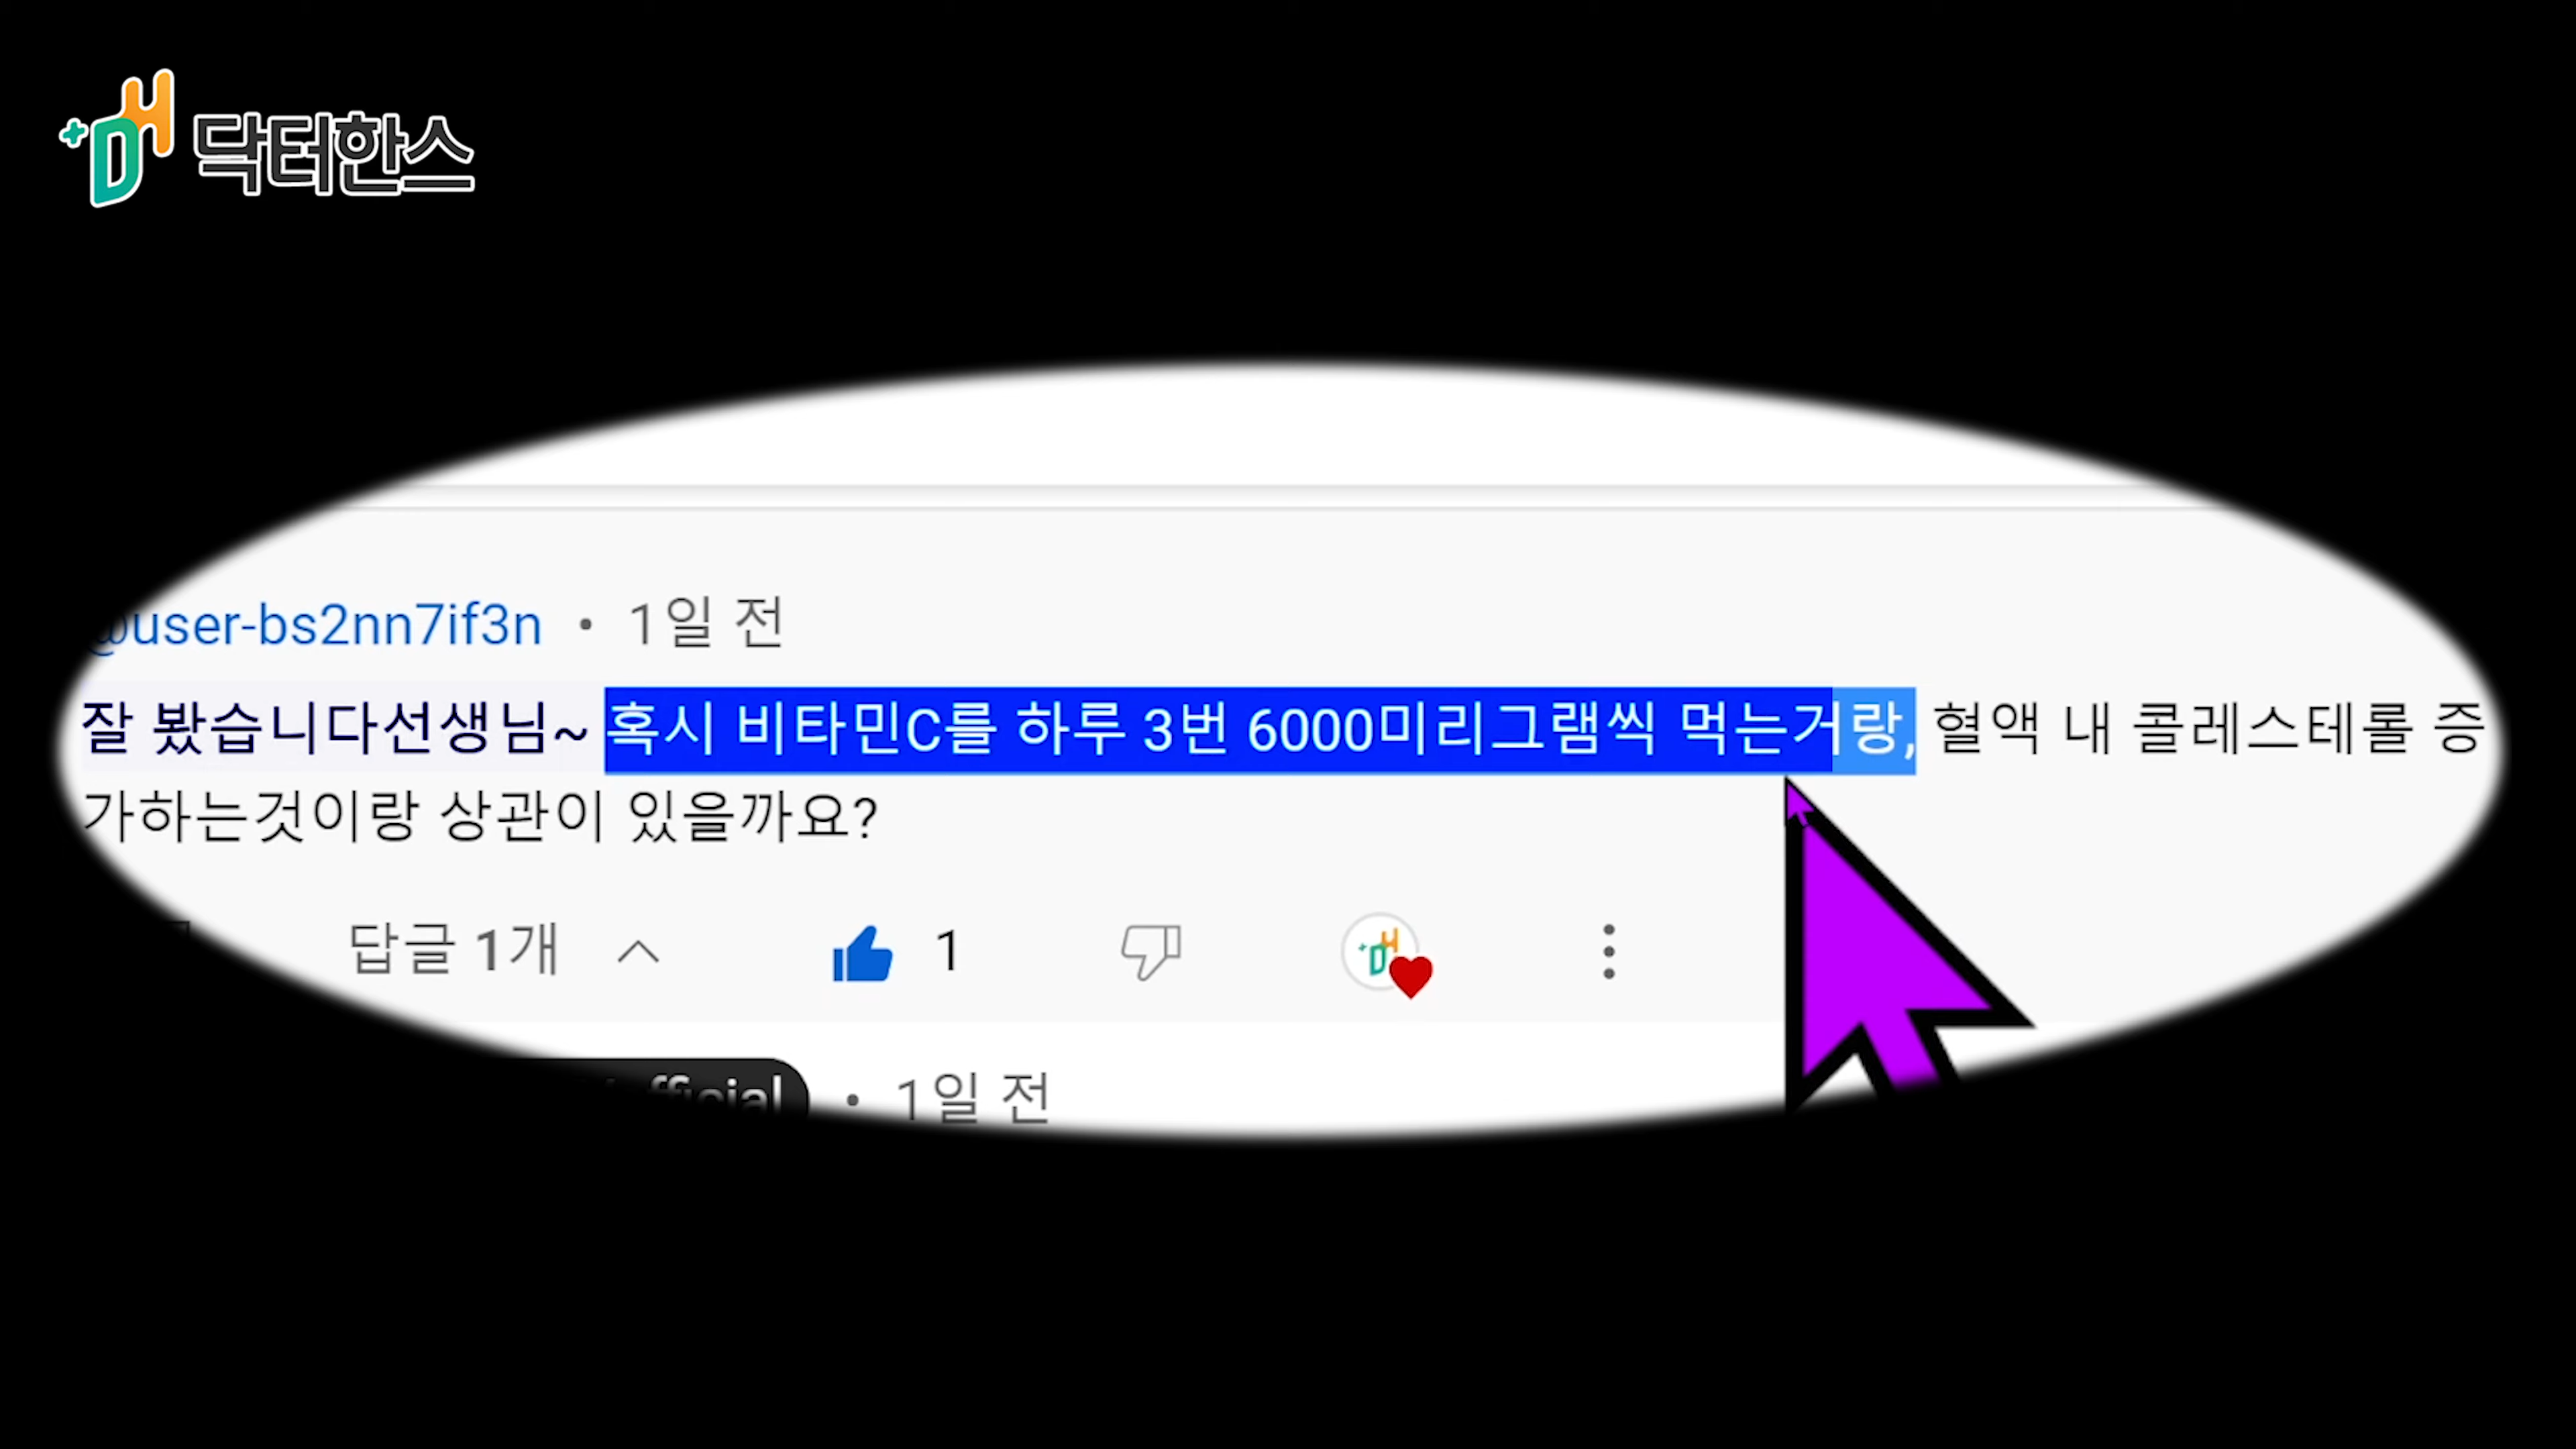 닥터한스
@user-bs2nn7if3n • 1일 전
잘 봤습니다선생님~ 혹시 비타민C를 하루 3번 6000미리그램씩 먹는거랑, 혈액 내 콜레스테롤 증
가하는것이랑 상관이 있을까요?
답글 1개 1
• 1일 전